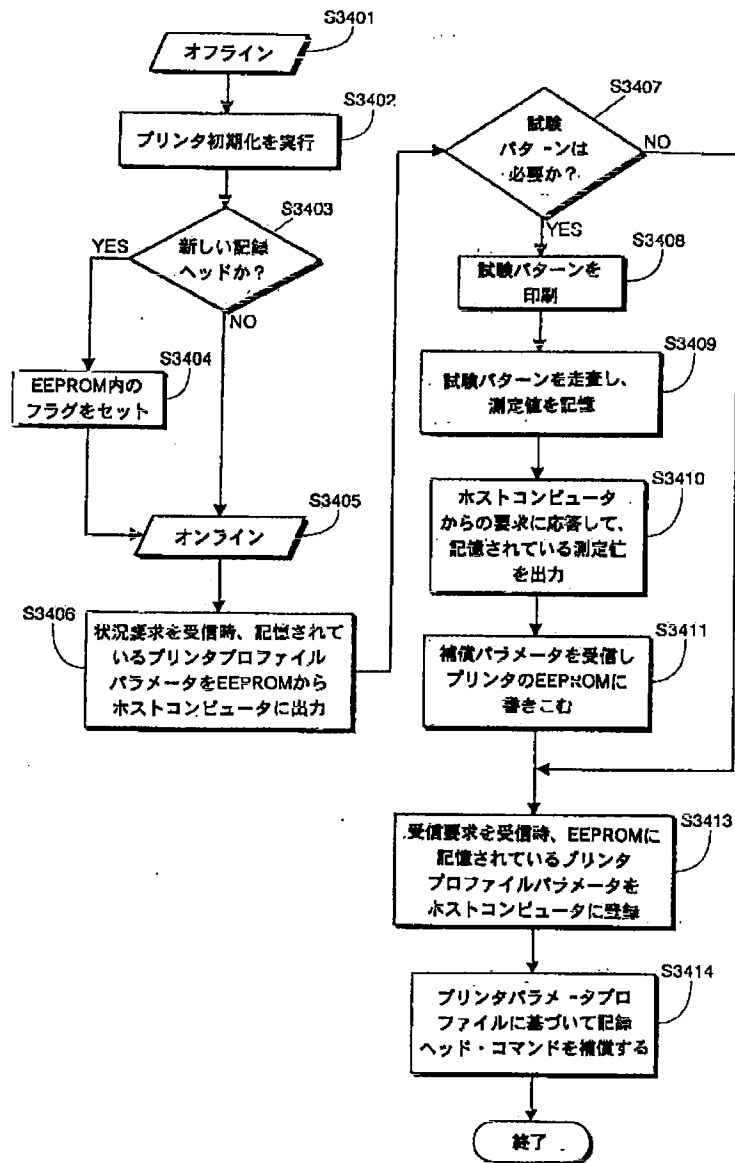 S3401
オフライン
S3402
プリンタ初期化を実行
S3403
新しい記録
ヘッドか?
YES
NO
S3404
EEPROM内の
フラグをセット
S3405
オンライン
S3406
状況要求を受信時、記憶されて
いるプリンタプロファイル
パラメータをEEPROMから
ホストコンピュータに出力
S3407
試験
パターンは
必要か?
NO
YES
S3408
試験パターンを
印刷
S3409
試験パターンを走査し、
測定値を記憶
S3410
ホストコンピュータ
からの要求に応答して、
記憶されている測定値
を出力
S3411
補償パラメータを受信し
プリンタのEEPROMに
書きこむ
S3413
受信要求を受信時、EEPROMに
記憶されているプリンタ
プロファイルパラメータを
ホストコンピュータに登録
S3414
プリンタパラメータプロ
ファイルに基づいて記録
ヘッド・コマンドを補償する
終了